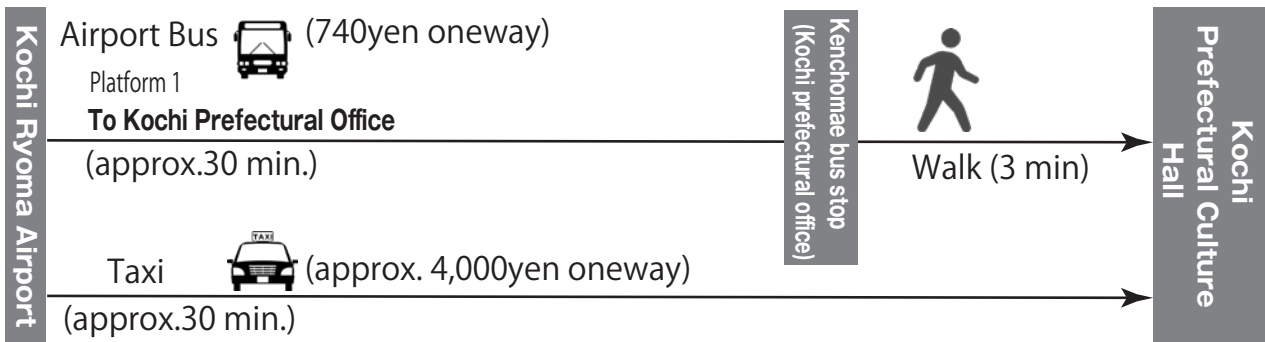 Kochi Ryoma Airport
Airport Bus (740yen oneway)
Platform 1
To Kochi Prefectural Office
(approx.30 min.)
Kenchomae bus stop
(Kochi prefectural office)
Walk (3 min)
Taxi TAXI (approx. 4,000yen oneway)
(approx.30 min.)
Kochi
Prefectural Culture
Hall